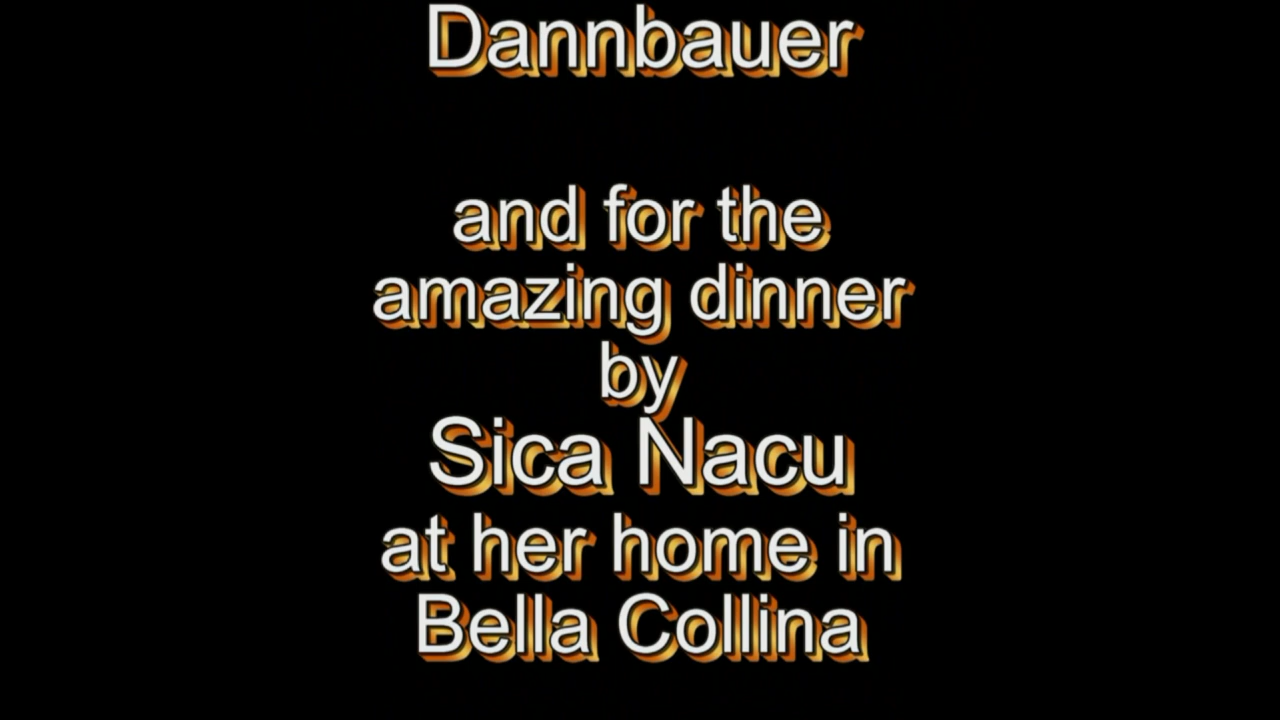 Dannbauer
and for the
amazing dinner
by
Sica Nacu
at her home in
Bella Collina